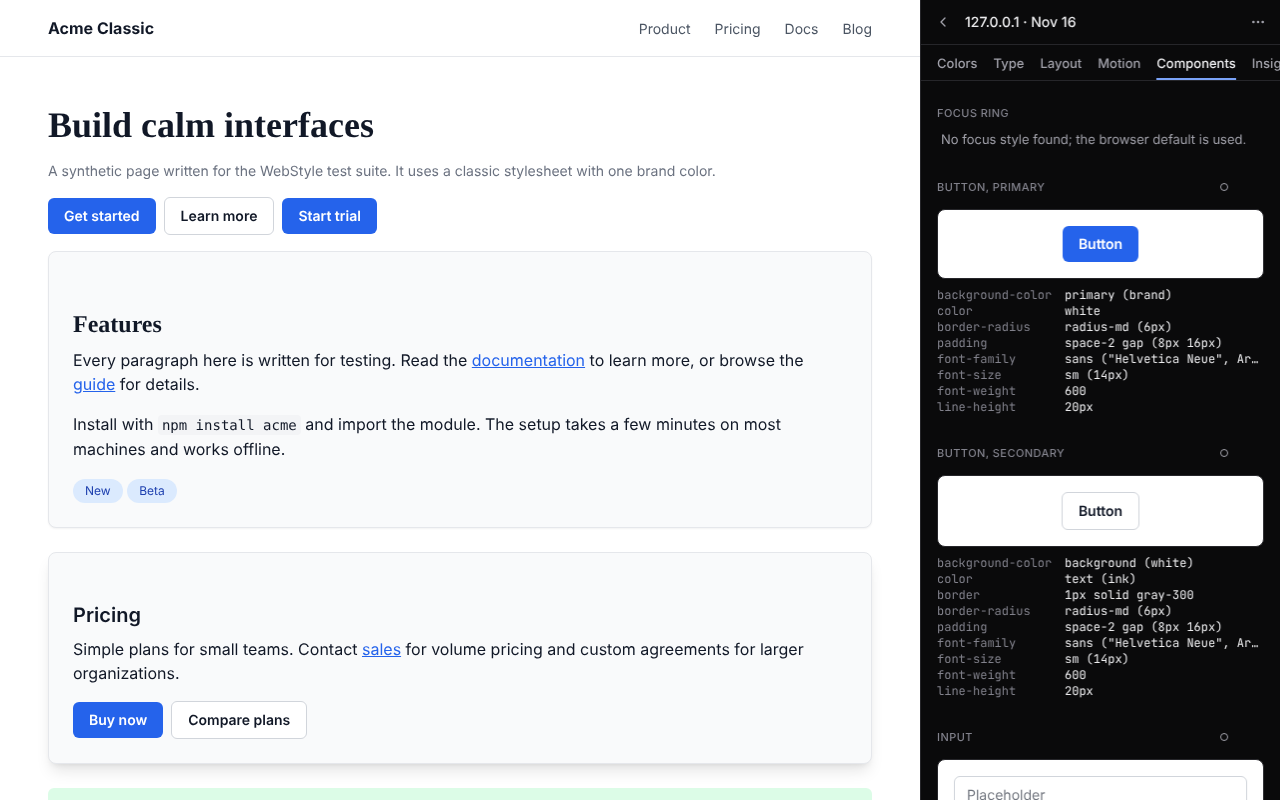 Acme Classic
Product Pricing Docs Blog
Build calm interfaces
A synthetic page written for the WebStyle test suite. It uses a classic stylesheet with one brand color.
Get started Learn more Start trial
Features
Every paragraph here is written for testing. Read the documentation to learn more, or browse the
guide for details.
Install with npm install acme and import the module. The setup takes a few minutes on most
machines and works offline.
New Beta
Pricing
Simple plans for small teams. Contact sales for volume pricing and custom agreements for larger
organizations.
Buy now Compare plans
127.0.0.1 · Nov 16
Colors Type Layout Motion Components Insig
FOCUS RING
No focus style found; the browser default is used.
BUTTON, PRIMARY
Button
background-color primary (brand)
color white
border-radius radius-md (6px)
padding space-2 gap (8px 16px)
font-family sans ("Helvetica Neue", Ar…
font-size sm (14px)
font-weight 600
line-height 20px
BUTTON, SECONDARY
Button
background-color background (white)
color text (ink)
border 1px solid gray-300
border-radius radius-md (6px)
padding space-2 gap (8px 16px)
font-family sans ("Helvetica Neue", Ar…
font-size sm (14px)
font-weight 600
line-height 20px
INPUT
Placeholder